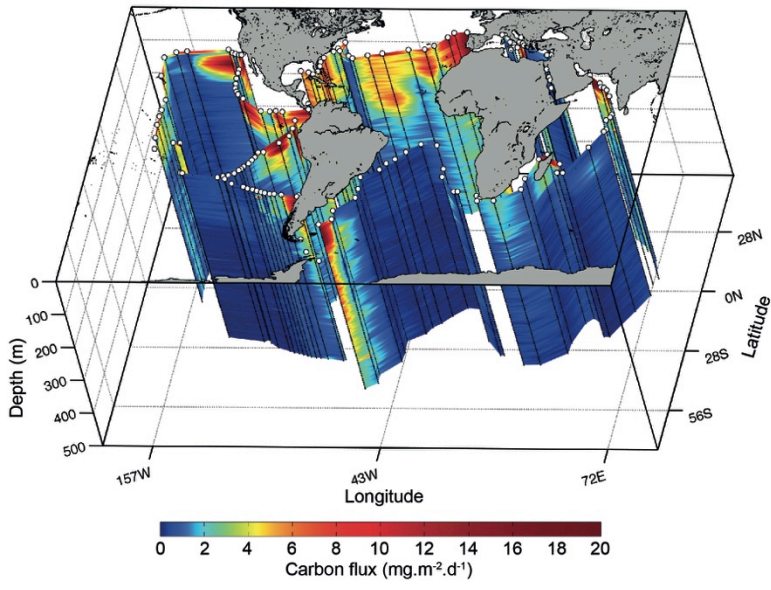 28N
0
0N
100
Latitude
200
28S
Depth (m)
300
400
56S
500
157W
43W
72E
Longitude
0 2 4 6 8 10 12 14 16 18 20
Carbon flux (mg.m⁻².d⁻¹)